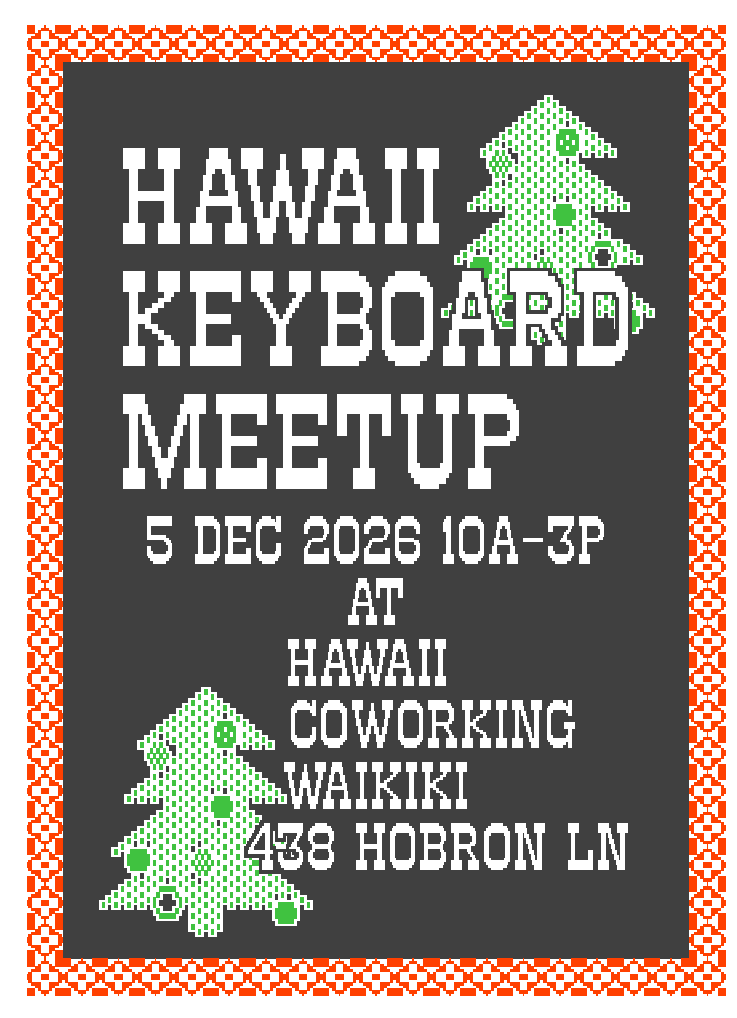 HAWAII
KEYBOARD
MEETUP
5 DEC 2026 10A-3P
AT
HAWAII
COWORKING
WAIKIKI
438 HOBRON LN